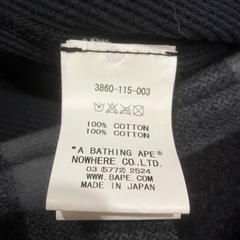 3860-115-003
100% COTTON
100% COTTON
"A BATHING APE"
NOWHERE CO.LTD.
03 (5772) 2524
WWW.BAPE.COM
MADE IN JAPAN